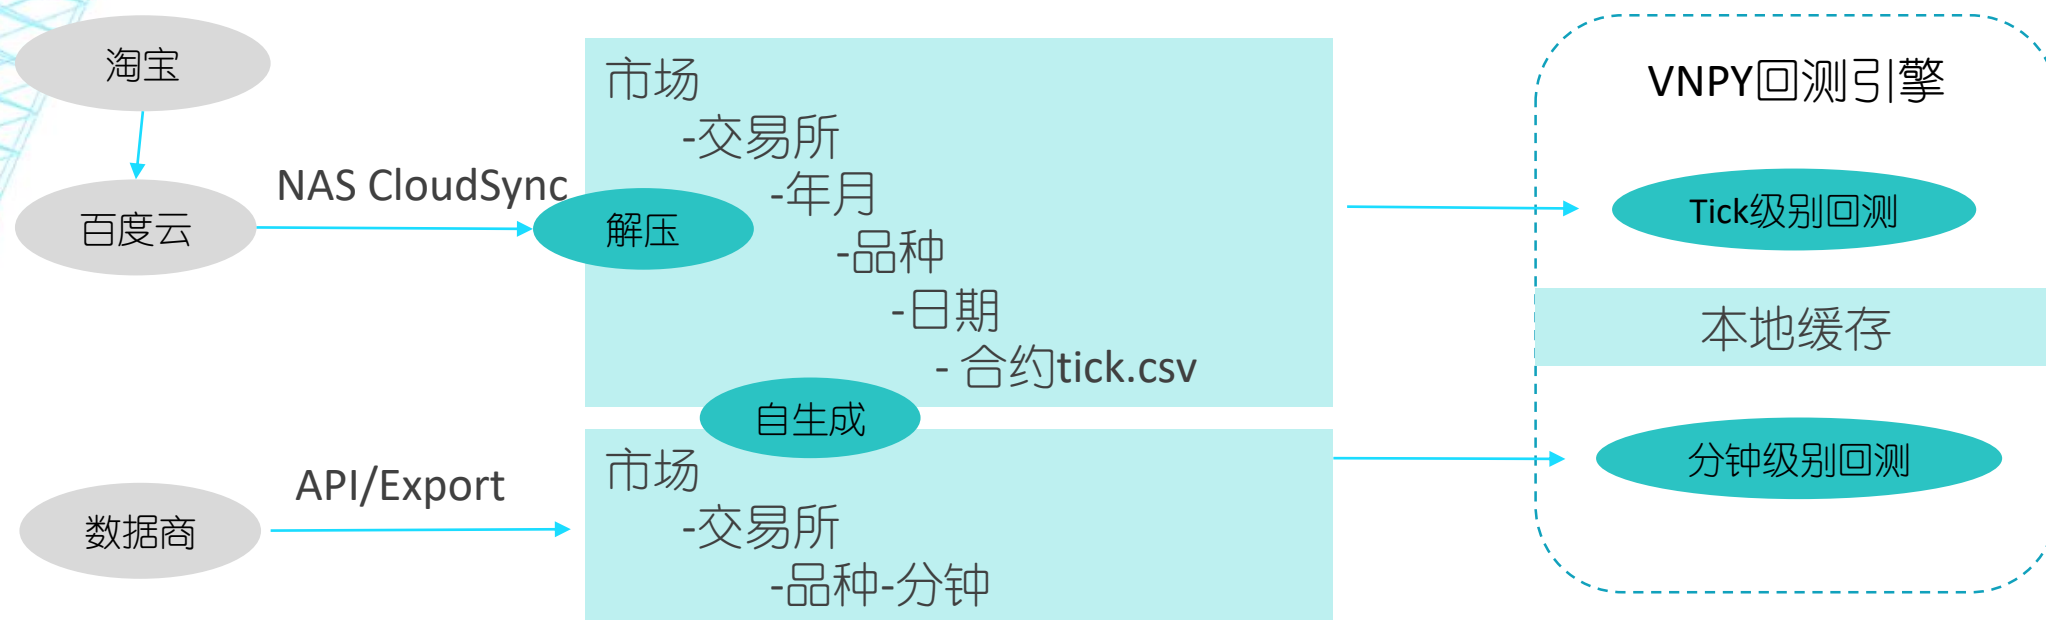 淘宝
百度云
NAS CloudSync
解压
市场
-交易所
-年月
-品种
-日期
- 合约tick.csv
自生成
数据商
API/Export
市场
-交易所
-品种-分钟
VNPY回测引擎
Tick级别回测
本地缓存
分钟级别回测